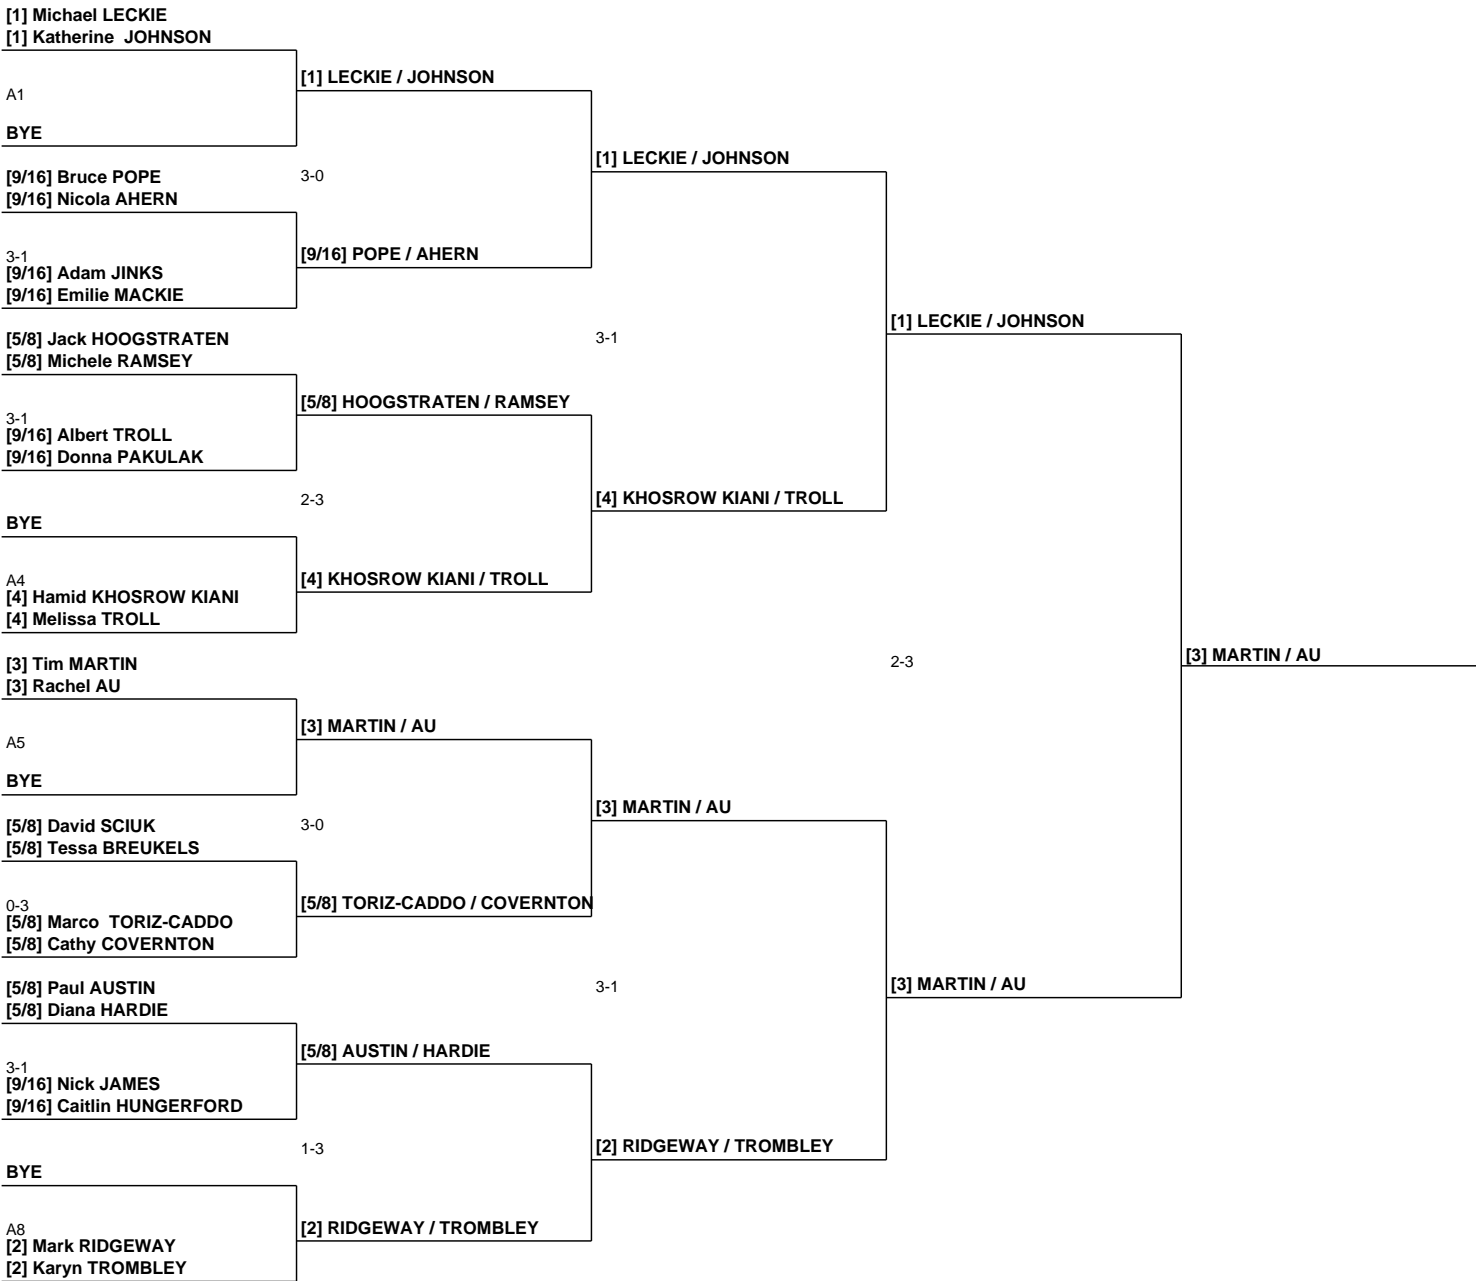 [1] Michael LECKIE
[1] Katherine  JOHNSON
[1] LECKIE / JOHNSON
A1
BYE
[1] LECKIE / JOHNSON
[9/16] Bruce POPE
3-0
[9/16] Nicola AHERN
3-1
[9/16] POPE / AHERN
[9/16] Adam JINKS
[9/16] Emilie MACKIE
[1] LECKIE / JOHNSON
[5/8] Jack HOOGSTRATEN
3-1
[5/8] Michele RAMSEY
[5/8] HOOGSTRATEN / RAMSEY
3-1
[9/16] Albert TROLL
[9/16] Donna PAKULAK
2-3
[4] KHOSROW KIANI / TROLL
BYE
A4
[4] KHOSROW KIANI / TROLL
[4] Hamid KHOSROW KIANI
[4] Melissa TROLL
2-3
[3] MARTIN / AU
[3] Tim MARTIN
[3] Rachel AU
[3] MARTIN / AU
A5
BYE
[3] MARTIN / AU
[5/8] David SCIUK
3-0
[5/8] Tessa BREUKELS
0-3
[5/8] TORIZ-CADDO / COVERNTON
[5/8] Marco  TORIZ-CADDO
[5/8] Cathy COVERNTON
[3] MARTIN / AU
[5/8] Paul AUSTIN
3-1
[5/8] Diana HARDIE
[5/8] AUSTIN / HARDIE
3-1
[9/16] Nick JAMES
[9/16] Caitlin HUNGERFORD
1-3
[2] RIDGEWAY / TROMBLEY
BYE
A8
[2] RIDGEWAY / TROMBLEY
[2] Mark RIDGEWAY
[2] Karyn TROMBLEY